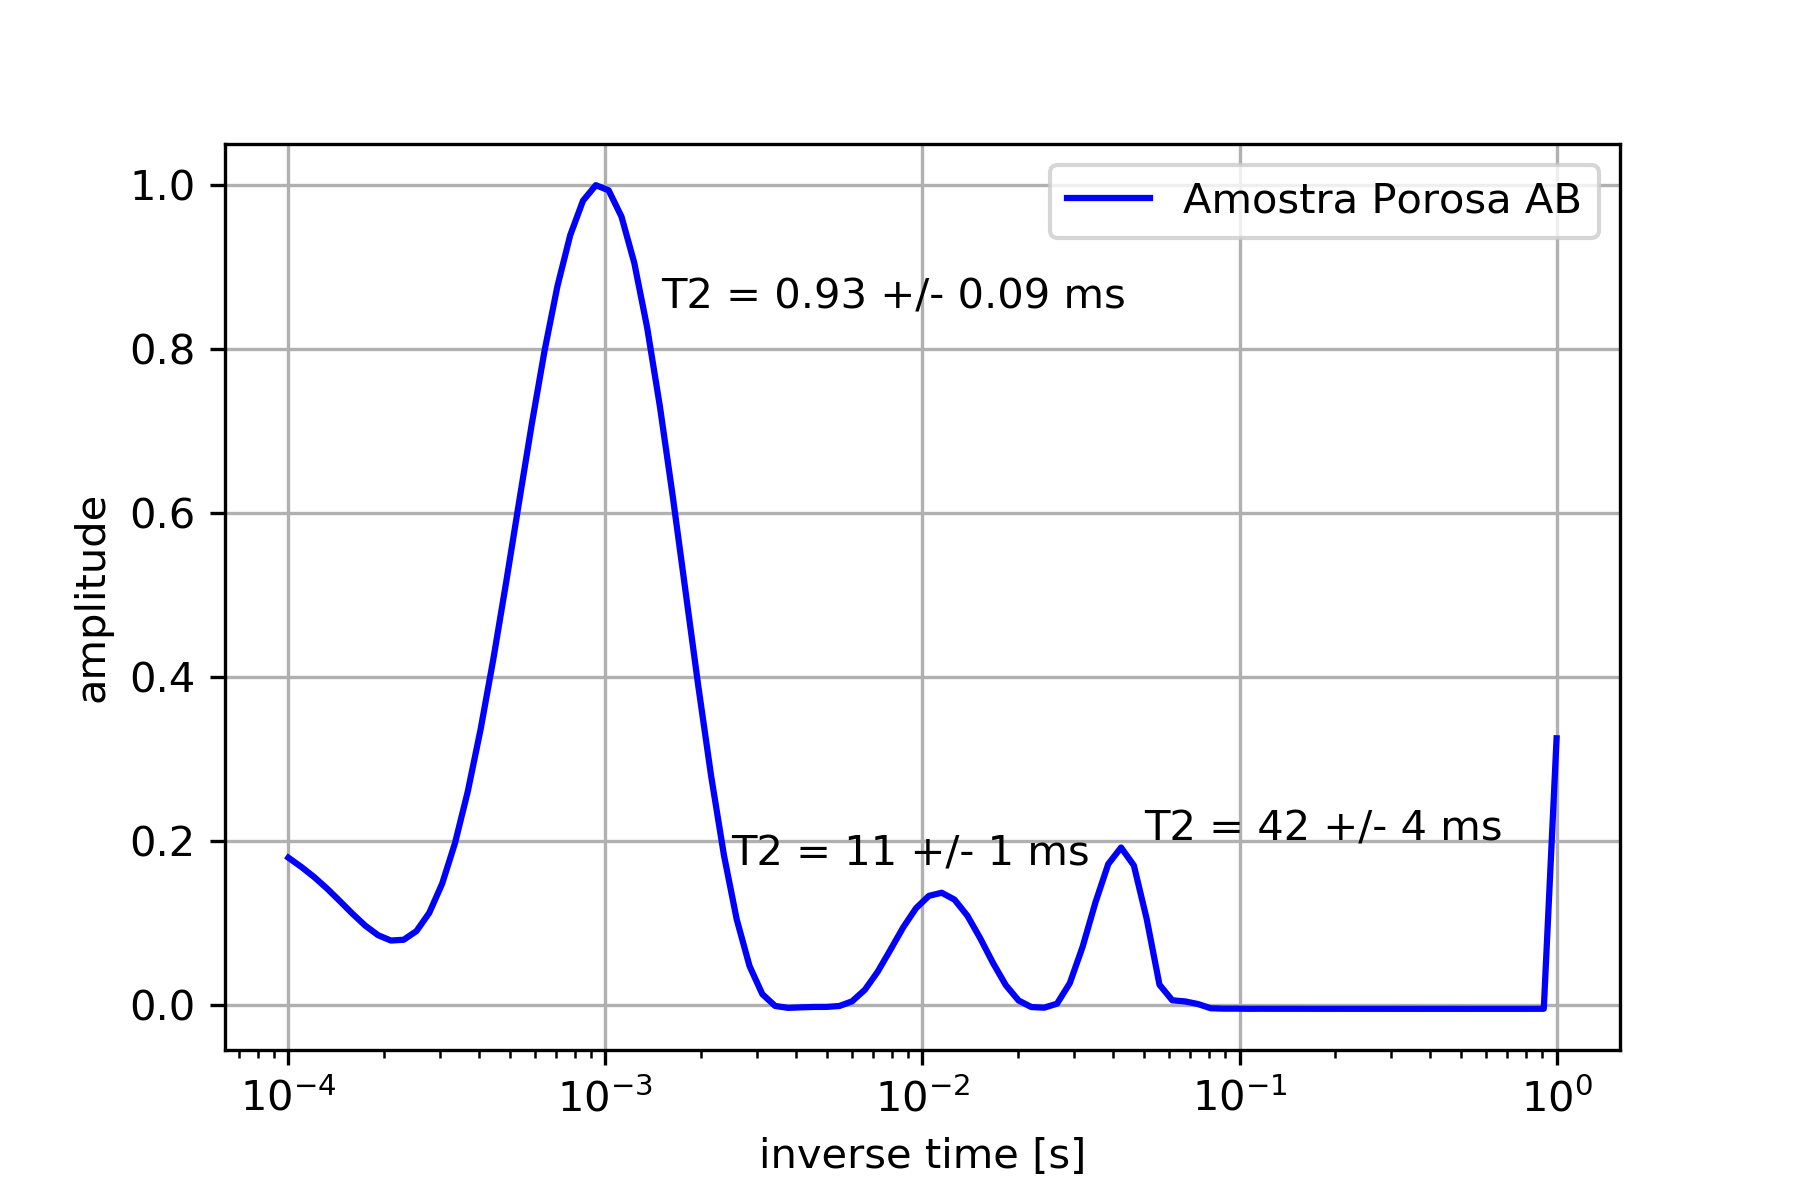 Amostra Porosa AB
T2 = 0.93 +/- 0.09 ms
T2 = 11 +/- 1 ms
T2 = 42 +/- 4 ms
amplitude
1.0
0.8
0.6
0.4
0.2
0.0
10⁻⁴ 10⁻³ 10⁻² 10⁻¹ 10⁰
inverse time [s]